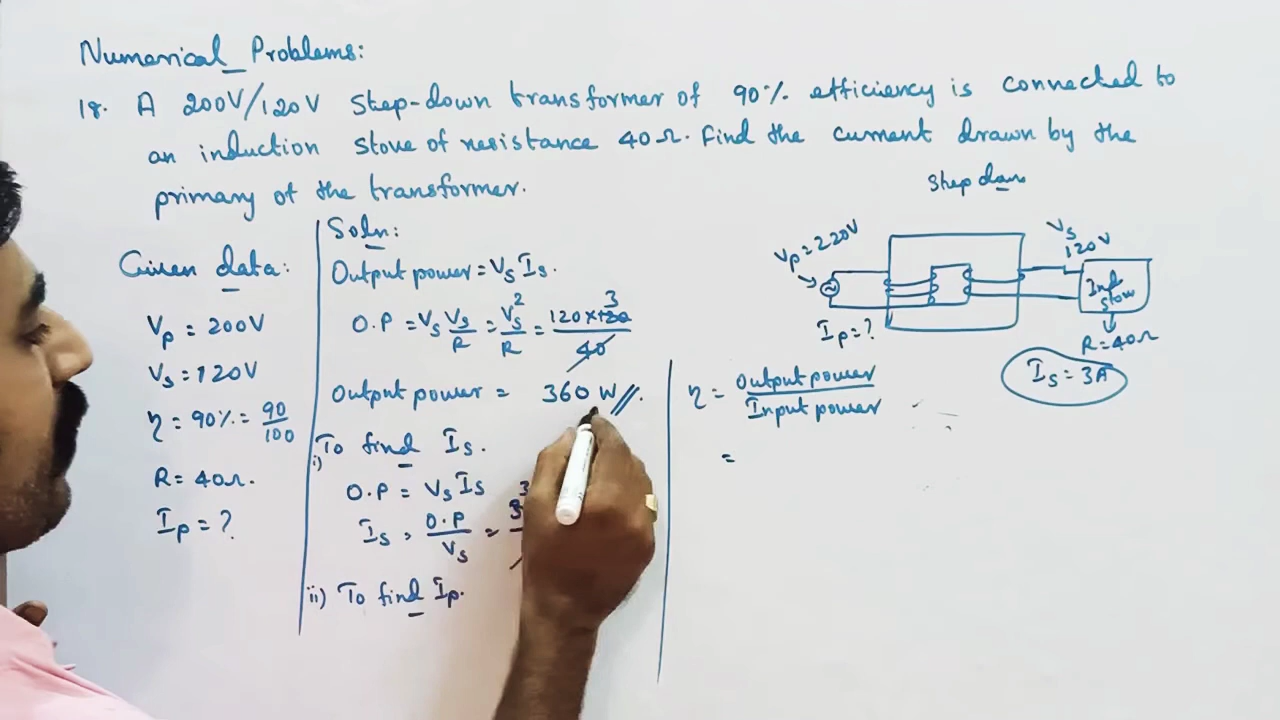 Numerical Problems:
18. A 200V/120V step-down transformer of 90% efficiency is connected to
an induction stove of resistance 40Ω. Find the current drawn by the
primary of the transformer.
Given data:
Vp = 200V
Vs = 120V
η = 90% = 90/100
R = 40Ω.
Ip = ?
Soln:
Output power = Vs Is.
O.P = Vs Vs/R = Vs²/R = 120×120/40 3
Output power = 360 W
i) To find Is.
O.P = Vs Is
Is = O.P/Vs = 3
ii) To find Ip.
Step down
Vp = 220V
Vs
120V
Ind
stow
Ip = ?
R = 40Ω
Is = 3A
η = Output power/Input power
=